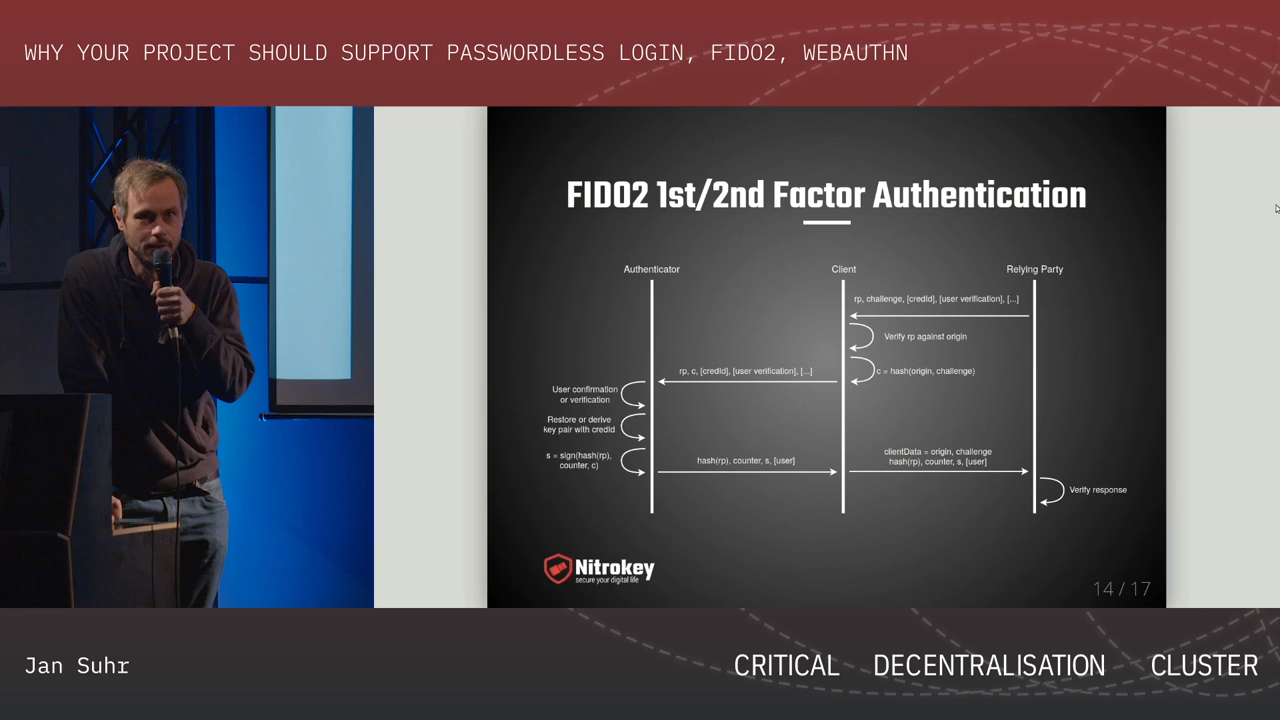 WHY YOUR PROJECT SHOULD SUPPORT PASSWORDLESS LOGIN, FIDO2, WEBAUTHN
FIDO2 1st/2nd Factor Authentication
Authenticator
Client
Relying Party
rp, challenge, [credId], [user verification], [...]
Verify rp against origin
c = hash(origin, challenge)
rp, c, [credId], [user verification], [...]
User confirmation
or verification
Restore or derive
key pair with credId
s = sign(hash(rp),
counter, c)
hash(rp), counter, s, [user]
clientData = origin, challenge
hash(rp), counter, s, [user]
Verify response
Nitrokey
secure your digital life
14 / 17
Jan Suhr
CRITICAL DECENTRALISATION CLUSTER